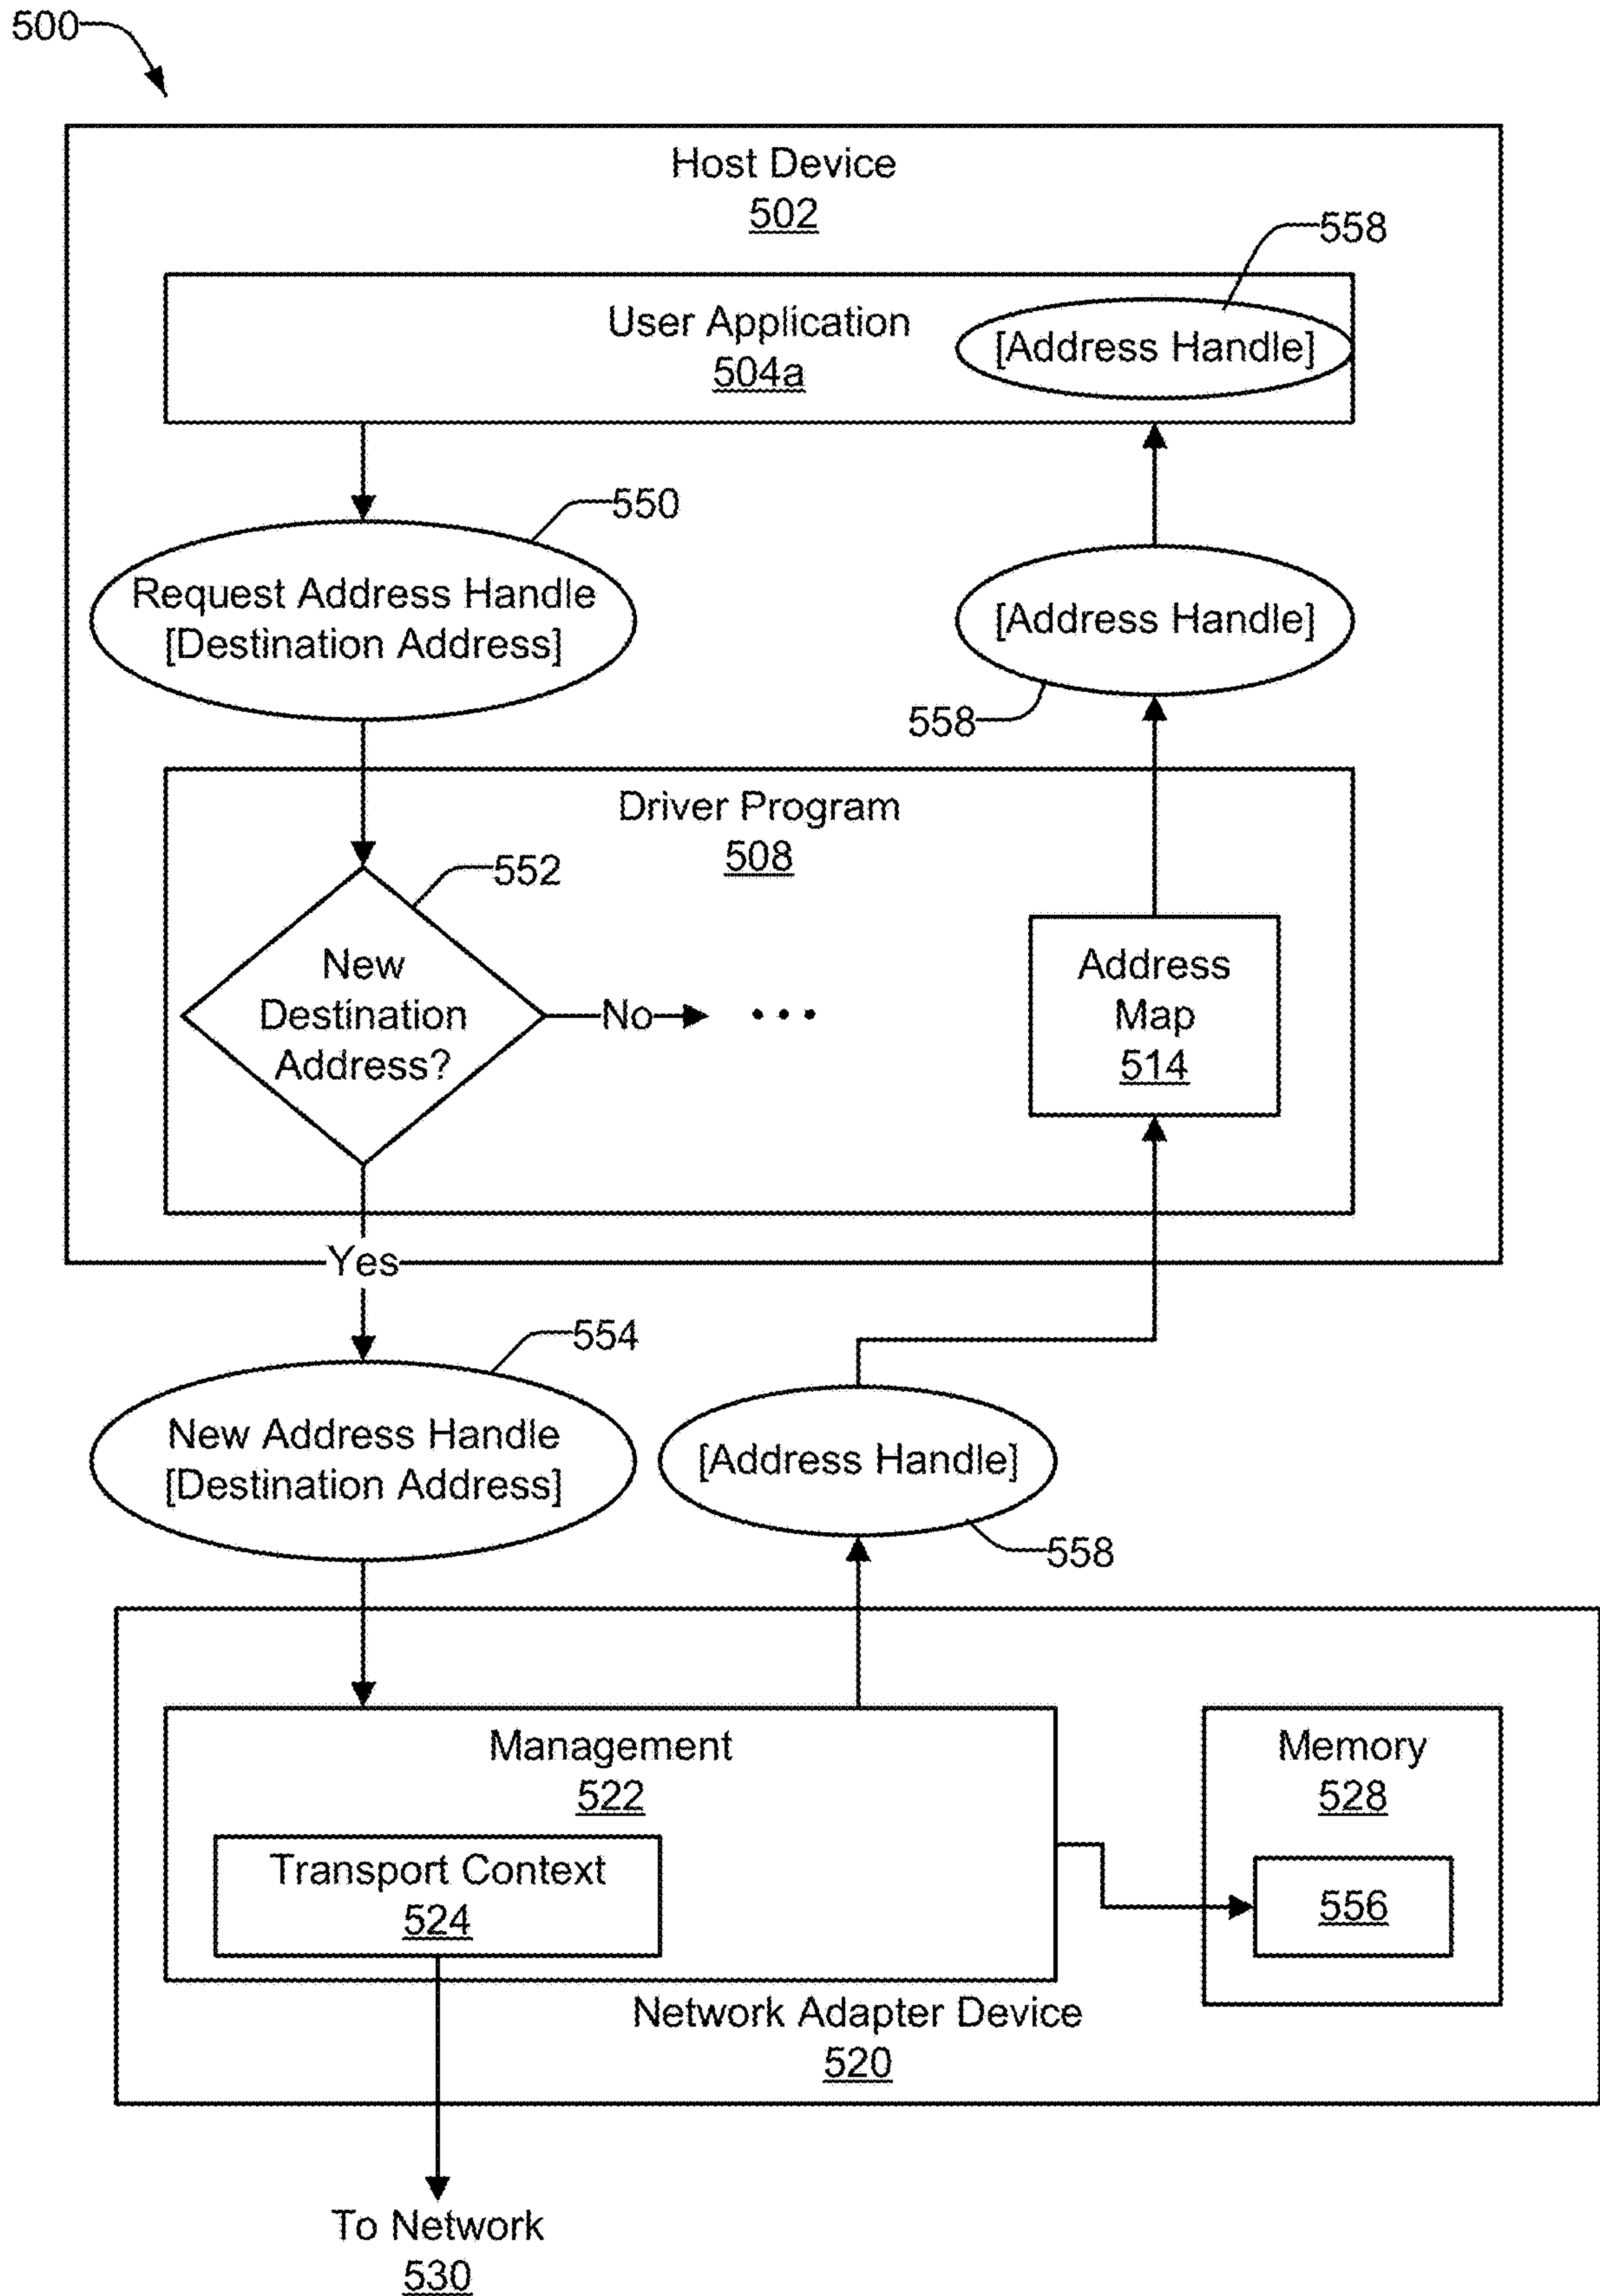 500
Host Device
502
558
User Application
504a
[Address Handle]
550
Request Address Handle
[Destination Address]
[Address Handle]
558
Driver Program
508
552
New
Destination
Address?
No
...
Address
Map
514
Yes
554
New Address Handle
[Destination Address]
[Address Handle]
558
Management
522
Transport Context
524
Memory
528
556
Network Adapter Device
520
To Network
530